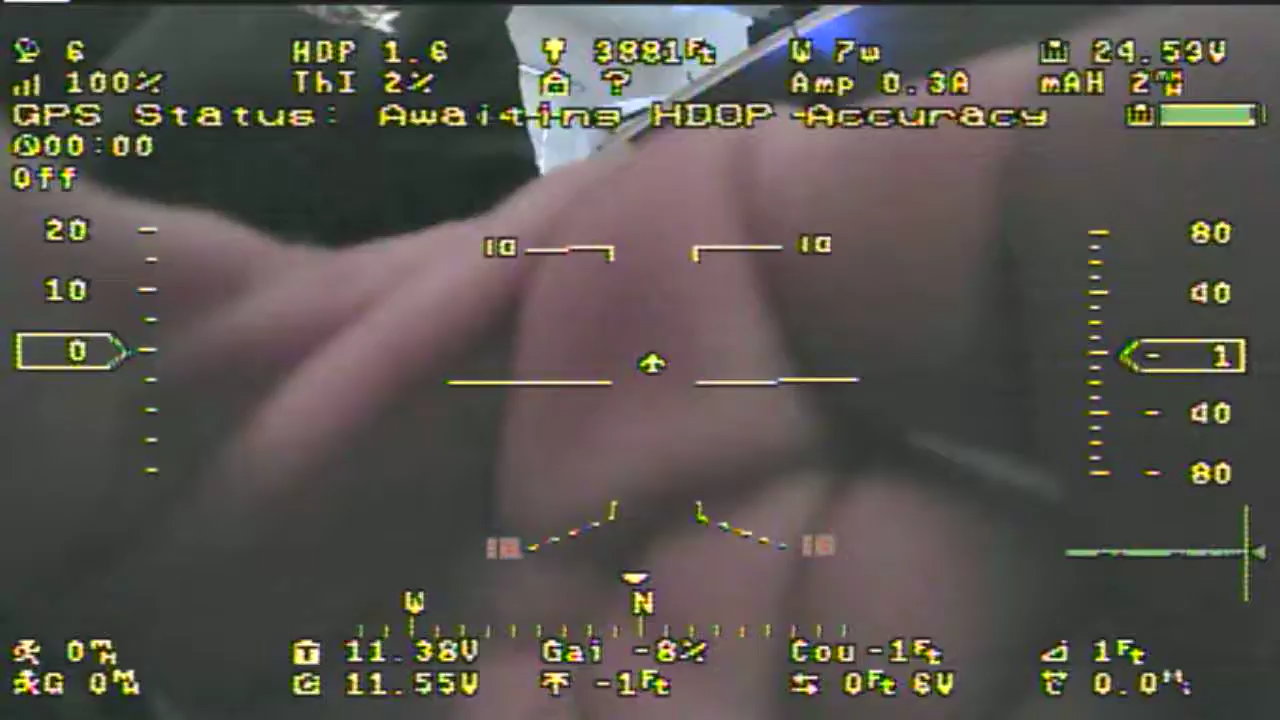 6 HDP 1.6 3881Ft W 7w 24.53V
100% ThI 2% ? Amp 0.3A mAH 2mH
GPS Status: Awaiting HDOP Accuracy
00:00
Off
20 80
10 10 10 40
0 - 1
- 40
- 80
W N
0mH 11.38V Gai -8% Cou -1Ft 1Ft
G 0 11.55V -1Ft 0Ft 6V 0.0